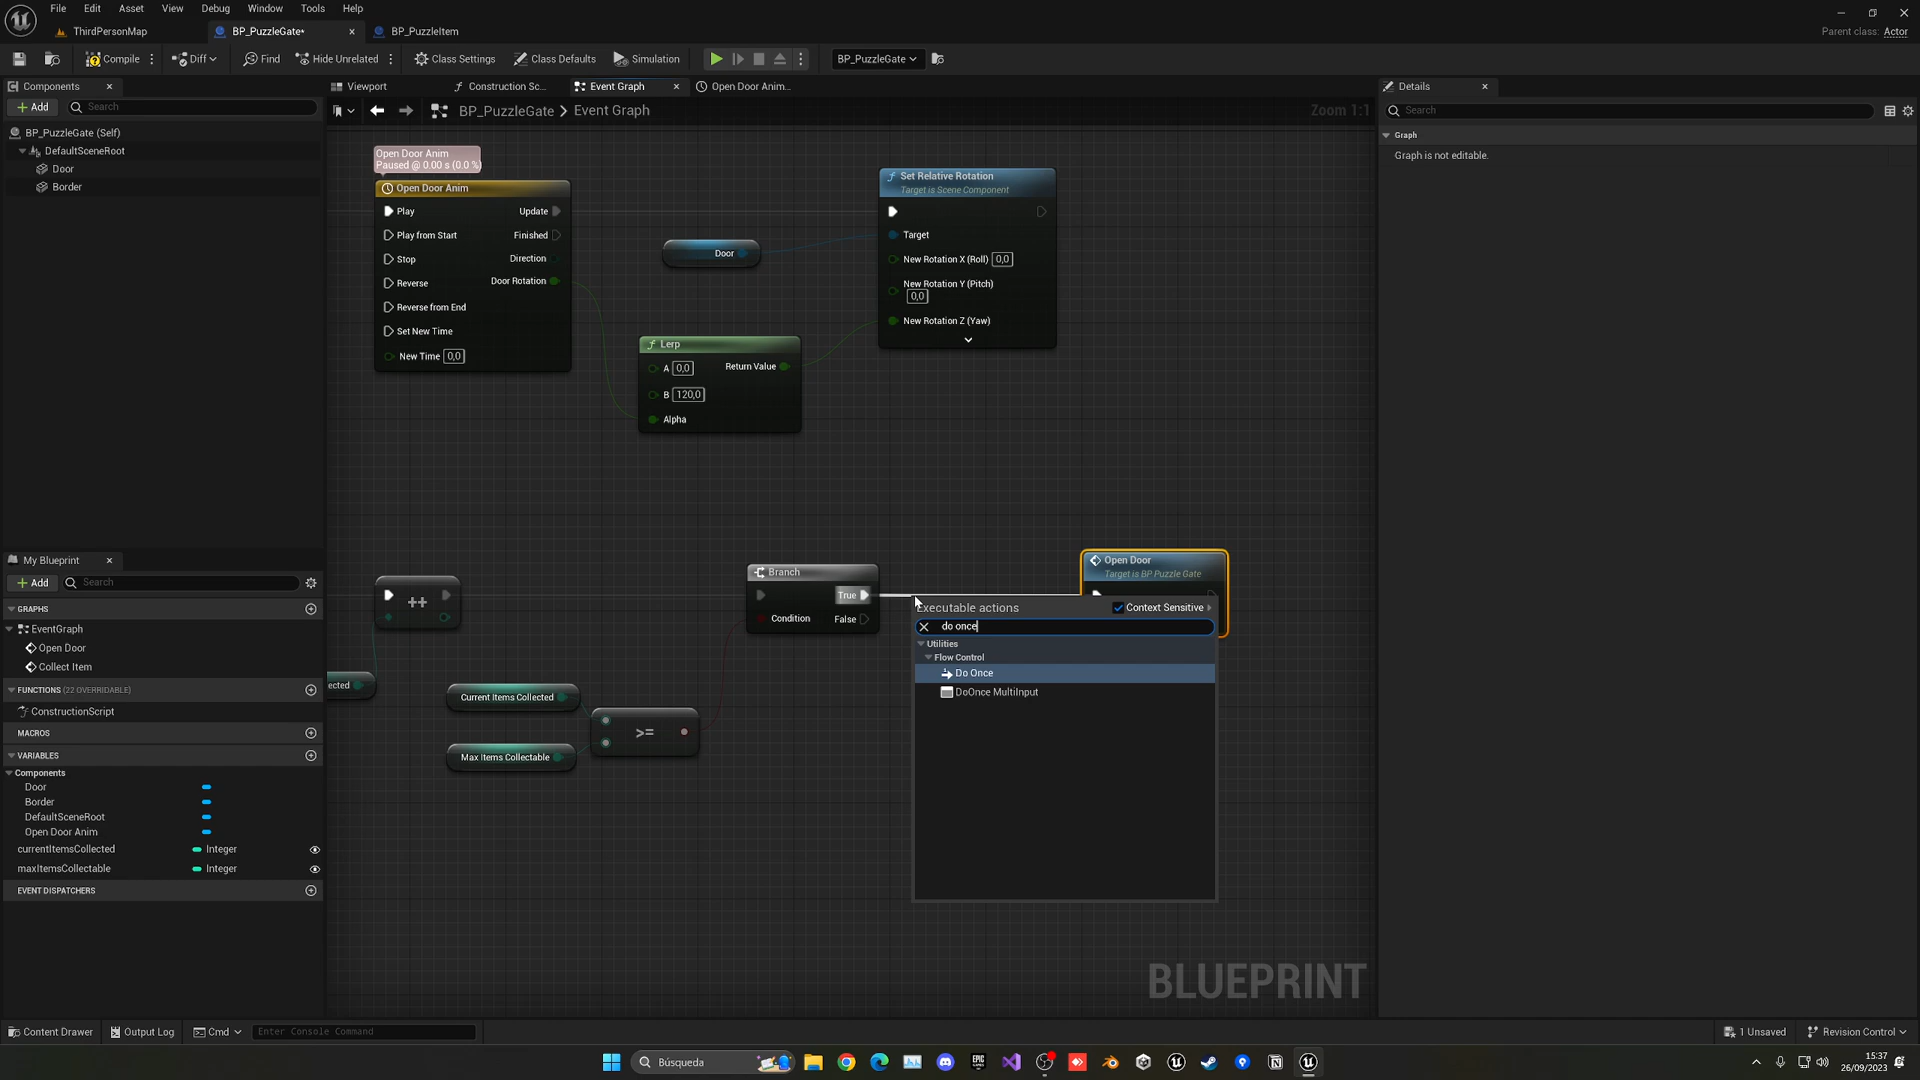 File Edit Asset View Debug Window Tools Help
ThirdPersonMap BP_PuzzleGate* BP_PuzzleItem
Parent class: Actor
Compile Diff Find Hide Unrelated Class Settings Class Defaults Simulation BP_PuzzleGate
Components Viewport Construction Sc... Event Graph Open Door Anim... Details
Add Search BP_PuzzleGate > Event Graph Zoom 1:1 Search
BP_PuzzleGate (Self)
DefaultSceneRoot
Door
Border
Graph
Graph is not editable.
Open Door Anim
Paused @ 0.00 s (0.0 %)
Open Door Anim
Play Update
Play from Start Finished
Stop Direction
Reverse Door Rotation
Reverse from End
Set New Time
New Time 0,0
Door
Set Relative Rotation
Target is Scene Component
Target
New Rotation X (Roll) 0,0
New Rotation Y (Pitch)
0,0
New Rotation Z (Yaw)
Lerp
A 0,0 Return Value
B 120,0
Alpha
++
ected
Current Items Collected
Max Items Collectable
>=
Branch
True
Condition False
Open Door
Target is BP Puzzle Gate
Executable actions Context Sensitive
do once
Utilities
Flow Control
Do Once
DoOnce MultiInput
BLUEPRINT
My Blueprint
Add Search
GRAPHS
EventGraph
Open Door
Collect Item
FUNCTIONS (22 OVERRIDABLE)
ConstructionScript
MACROS
VARIABLES
Components
Door
Border
DefaultSceneRoot
Open Door Anim
currentItemsCollected Integer
maxItemsCollectable Integer
EVENT DISPATCHERS
Content Drawer Output Log Cmd Enter Console Command 1 Unsaved Revision Control
Búsqueda
15:37
26/09/2023